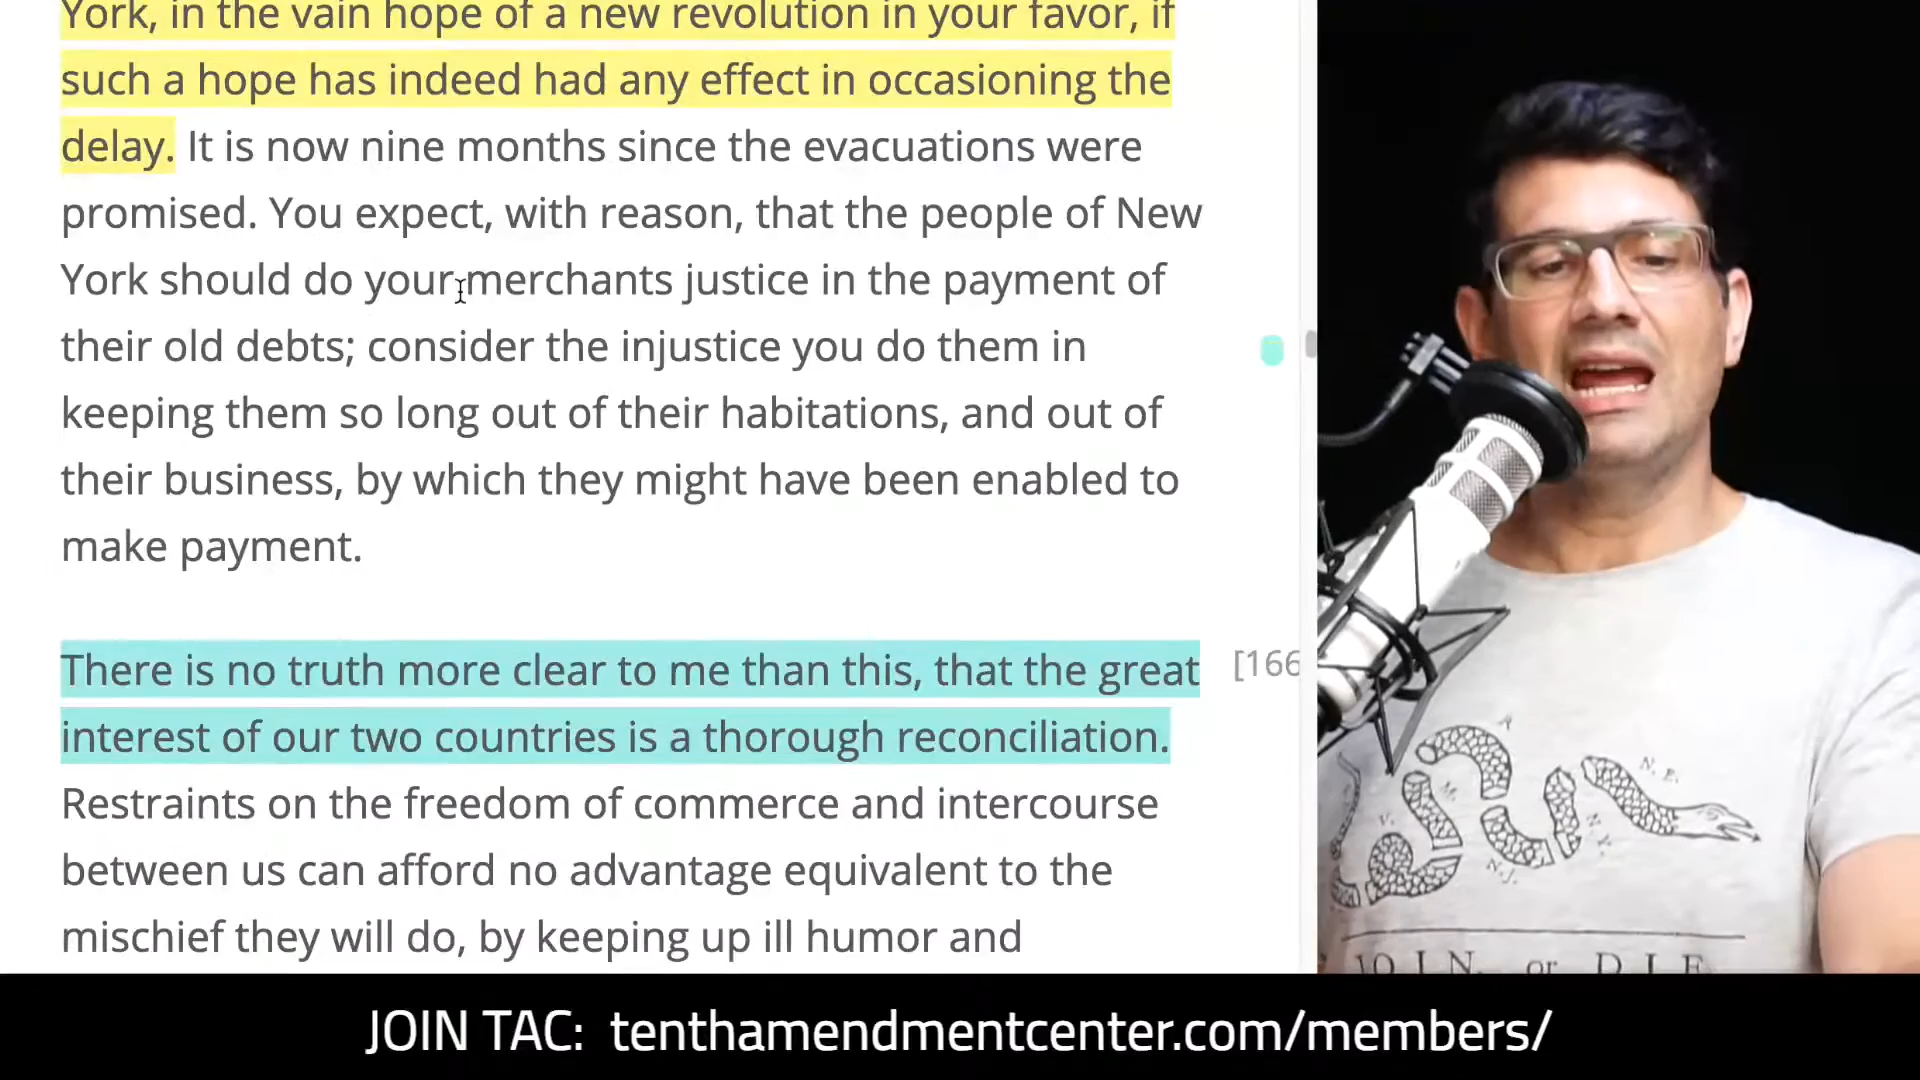 York, in the vain hope of a new revolution in your favor, if
such a hope has indeed had any effect in occasioning the
delay. It is now nine months since the evacuations were
promised. You expect, with reason, that the people of New
York should do your merchants justice in the payment of
their old debts; consider the injustice you do them in
keeping them so long out of their habitations, and out of
their business, by which they might have been enabled to
make payment.
There is no truth more clear to me than this, that the great
[166
interest of our two countries is a thorough reconciliation.
Restraints on the freedom of commerce and intercourse
between us can afford no advantage equivalent to the
mischief they will do, by keeping up ill humor and
R
N. E.
M.
V.
N.Y.
N.J.
JOIN, or DIE
JOIN TAC: tenthamendmentcenter.com/members/